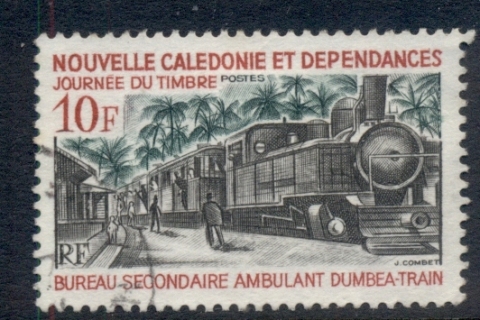 NOUVELLE CALEDONIE ET DEPENDANCES
JOURNÉE DU TIMBRE POSTES
10F
RF
J. COMBET
BUREAU SECONDAIRE AMBULANT DUMBEA-TRAIN